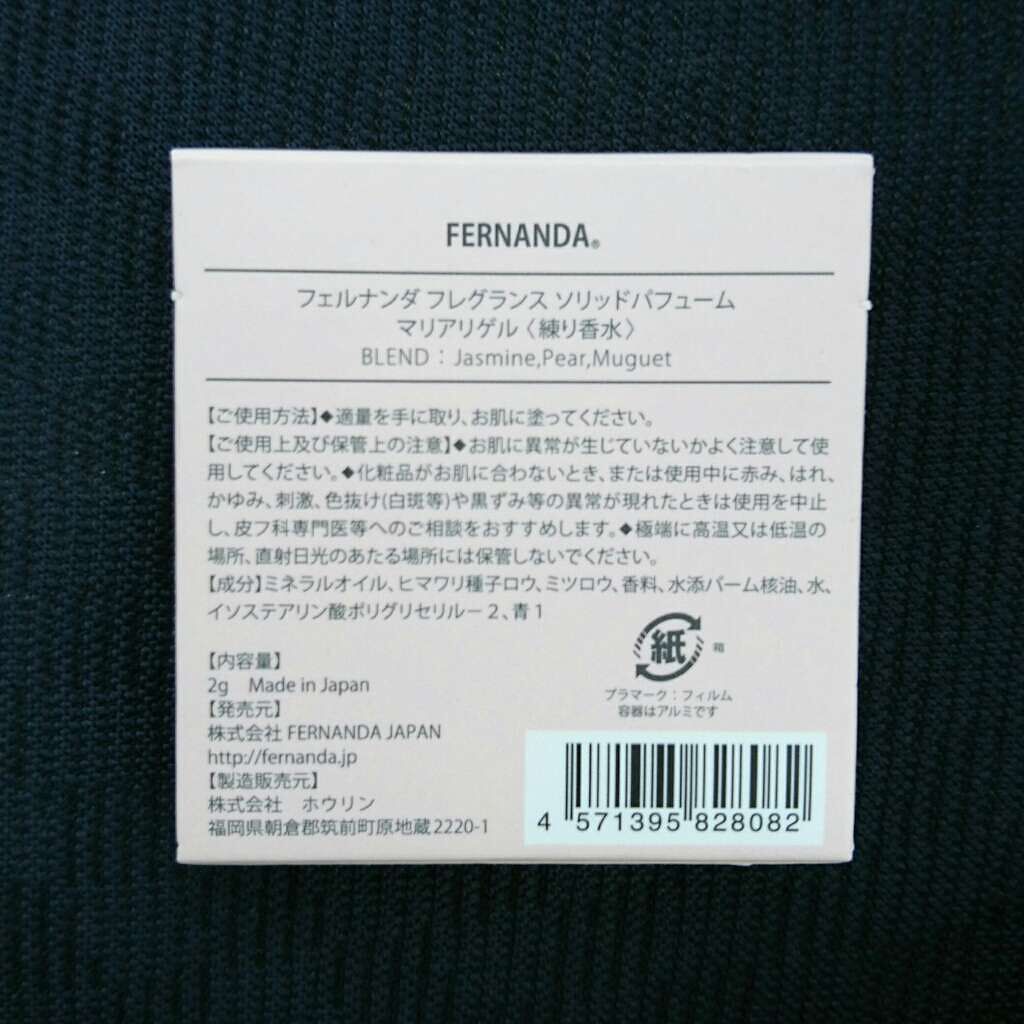 FERNANDA®
フェルナンダ フレグランス ソリッドパフューム
マリアリゲル〈練り香水〉
BLEND：Jasmine,Pear,Muguet
【ご使用方法】◆適量を手に取り、お肌に塗ってください。
【ご使用上及び保管上の注意】◆お肌に異常が生じていないかよく注意して使
用してください。◆化粧品がお肌に合わないとき、または使用中に赤み、はれ、
かゆみ、刺激、色抜け(白斑等)や黒ずみ等の異常が現れたときは使用を中止
し、皮フ科専門医等へのご相談をおすすめします。◆極端に高温又は低温の
場所、直射日光のあたる場所には保管しないでください。
【成分】ミネラルオイル、ヒマワリ種子ロウ、ミツロウ、香料、水添パーム核油、水、
イソステアリン酸ポリグリセリル－２、青１
紙 箱
プラマーク：フィルム
容器はアルミです
【内容量】
2g　Made in Japan
【発売元】
株式会社 FERNANDA JAPAN
http://fernanda.jp
【製造販売元】
株式会社　ホウリン
福岡県朝倉郡筑前町原地蔵2220-1
4 571395 828082